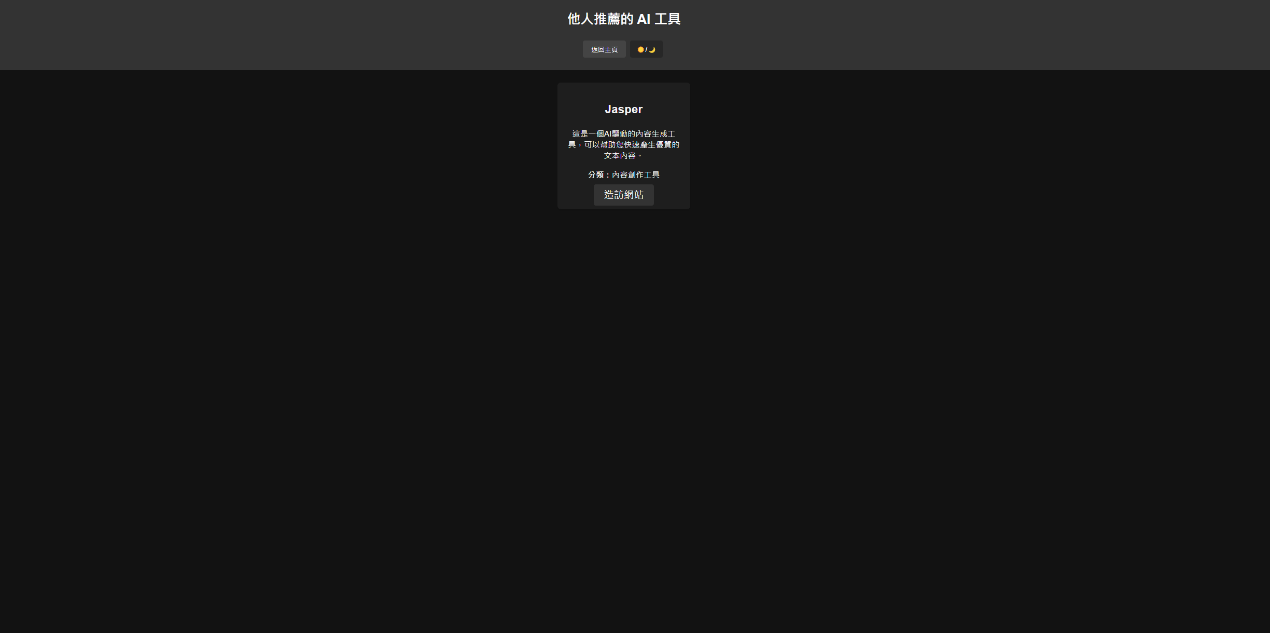 他人推薦的 AI 工具
返回主頁
/
Jasper
這是一個AI驅動的內容生成工
具，可以幫助您快速產生優質的
文本內容。
分類：內容創作工具
造訪網站